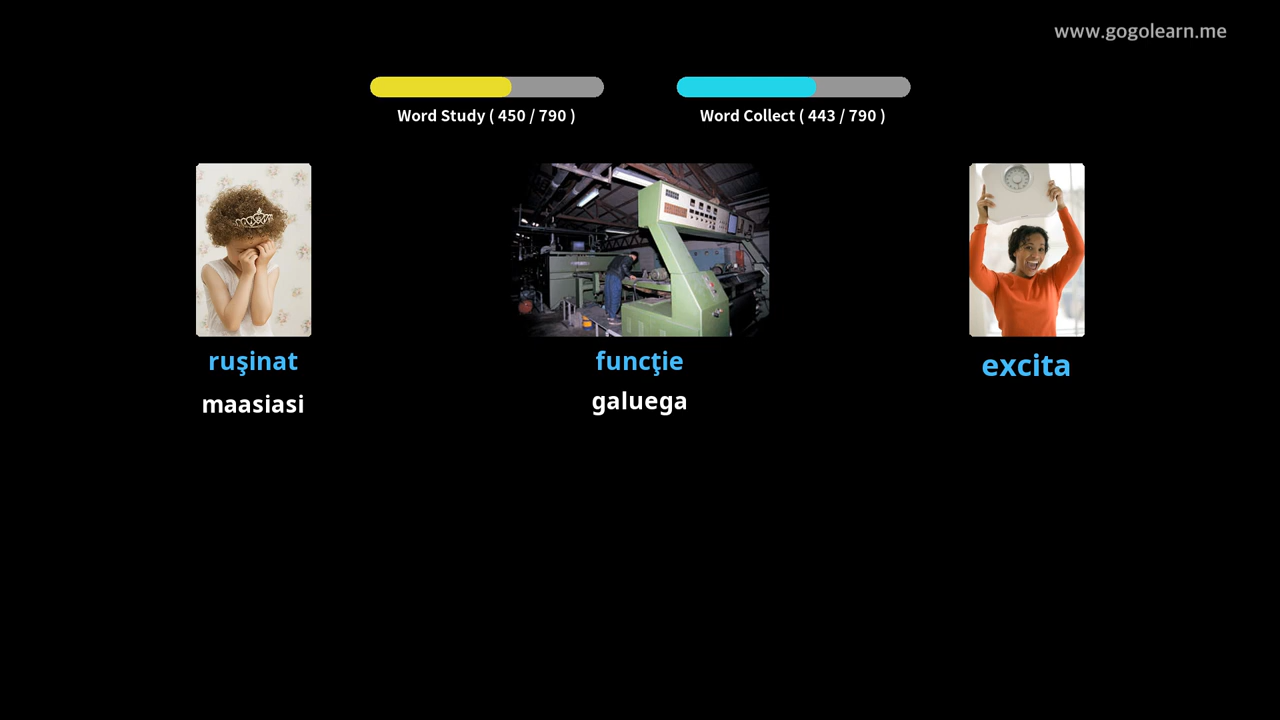 www.gogolearn.me
Word Study ( 450 / 790 )
Word Collect ( 443 / 790 )
ruşinat
funcţie
excita
maasiasi
galuega